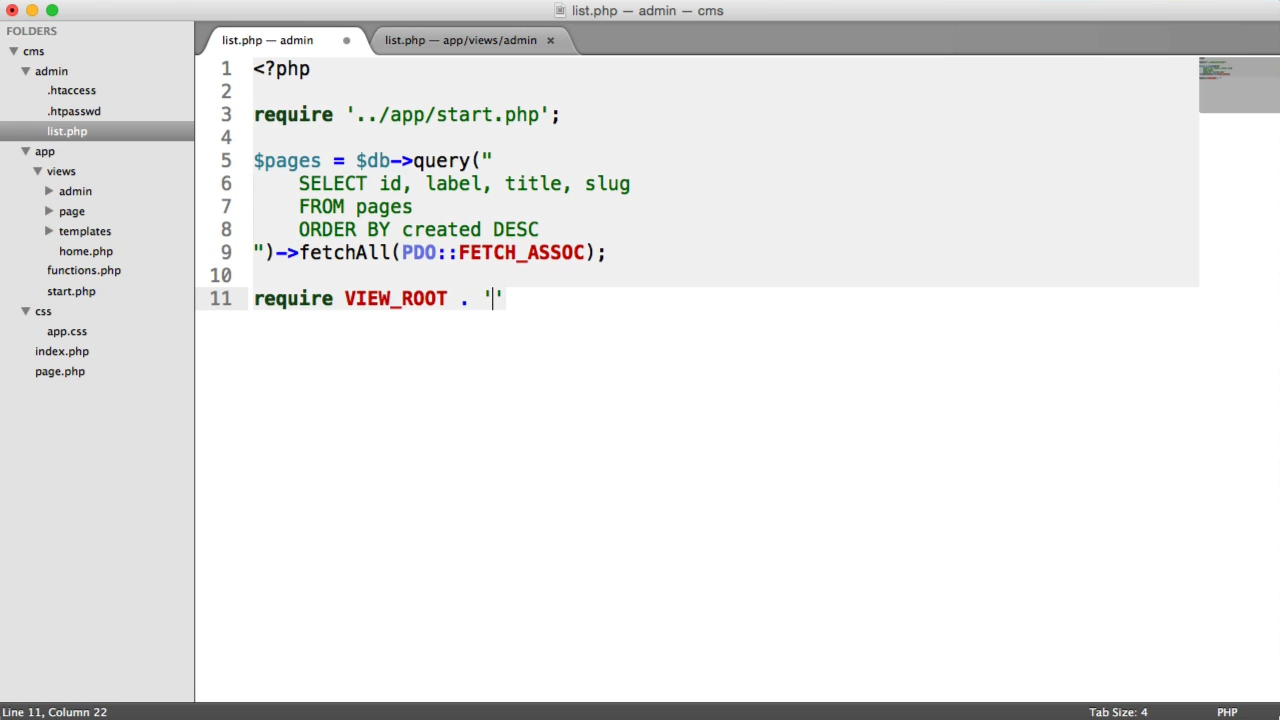 list.php — admin — cms
FOLDERS
cms
admin
.htaccess
.htpasswd
list.php
app
views
admin
page
templates
home.php
functions.php
start.php
css
app.css
index.php
page.php
list.php — admin
list.php — app/views/admin ×
1 <?php
2
3 require '../app/start.php';
4
5 $pages = $db->query("
6 SELECT id, label, title, slug
7 FROM pages
8 ORDER BY created DESC
9 ")->fetchAll(PDO::FETCH_ASSOC);
10
11 require VIEW_ROOT . ''
Line 11, Column 22
Tab Size: 4
PHP